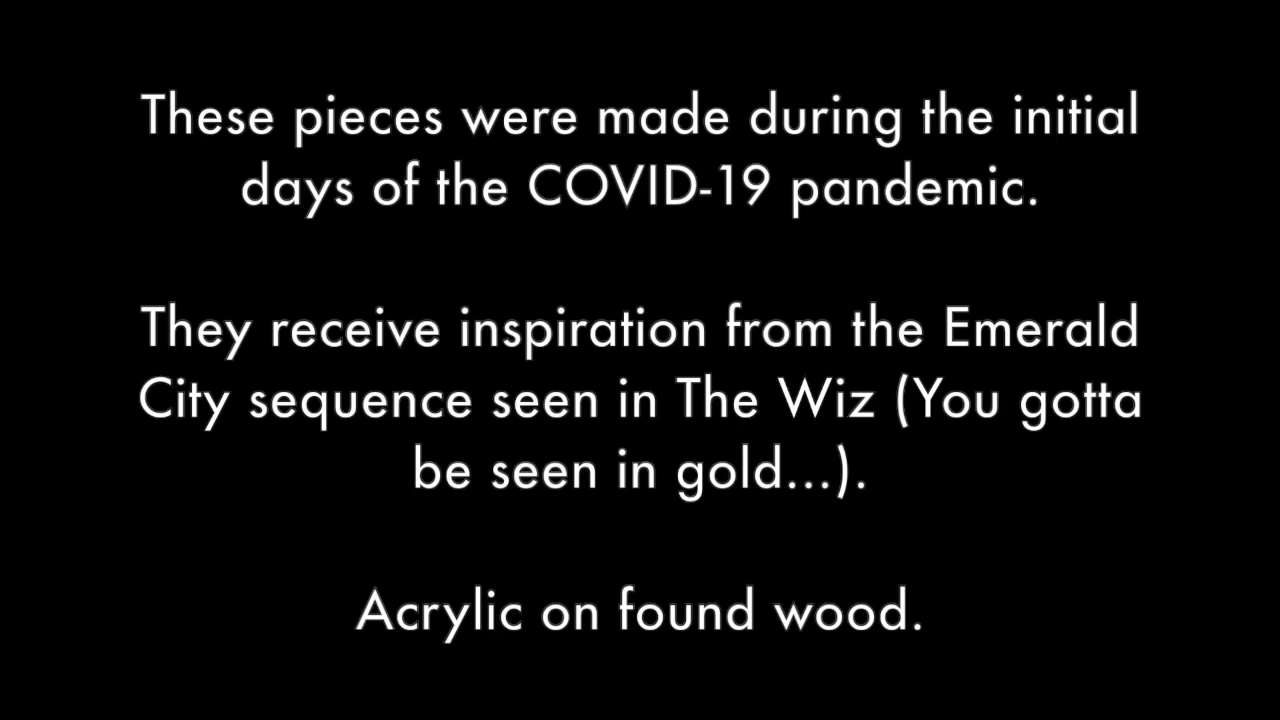 These pieces were made during the initial
days of the COVID-19 pandemic.
They receive inspiration from the Emerald
City sequence seen in The Wiz (You gotta
be seen in gold...).
Acrylic on found wood.